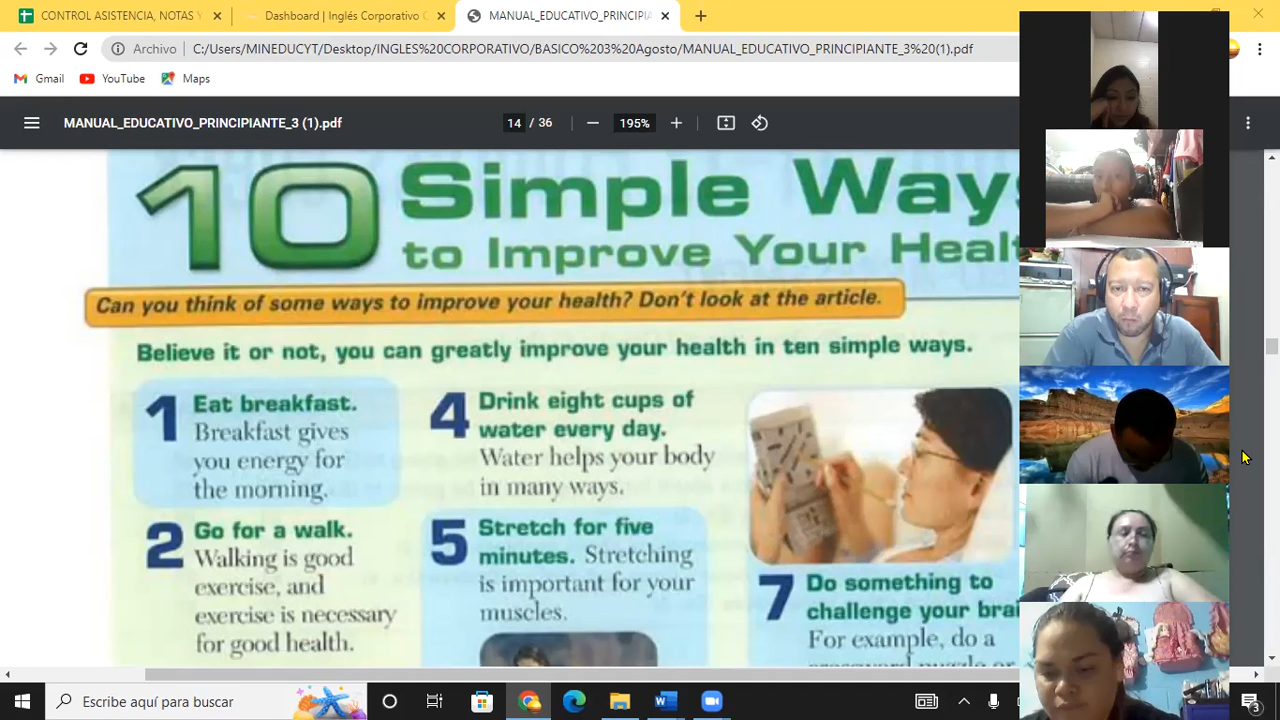 CONTROL ASISTENCIA, NOTAS Y
Dashboard | Inglés Corporativo C
MANUAL_EDUCATIVO_PRINCIPIA
Archivo
C:/Users/MINEDUCYT/Desktop/INGLES%20CORPORATIVO/BASICO%203%20Agosto/MANUAL_EDUCATIVO_PRINCIPIANTE_3%20(1).pdf
Gmail
YouTube
Maps
MANUAL_EDUCATIVO_PRINCIPIANTE_3 (1).pdf
14 / 36
195%
10 Simple Ways
to Improve Your Heal
Can you think of some ways to improve your health? Don't look at the article.
Believe it or not, you can greatly improve your health in ten simple ways.
1 Eat breakfast.
Breakfast gives
you energy for
the morning.
2 Go for a walk.
Walking is good
exercise, and
exercise is necessary
for good health.
4 Drink eight cups of
water every day.
Water helps your body
in many ways.
5 Stretch for five
minutes. Stretching
is important for your
muscles.
7 Do something to
challenge your brai
For example, do a
crossword puzzle or
Escribe aquí para buscar
3